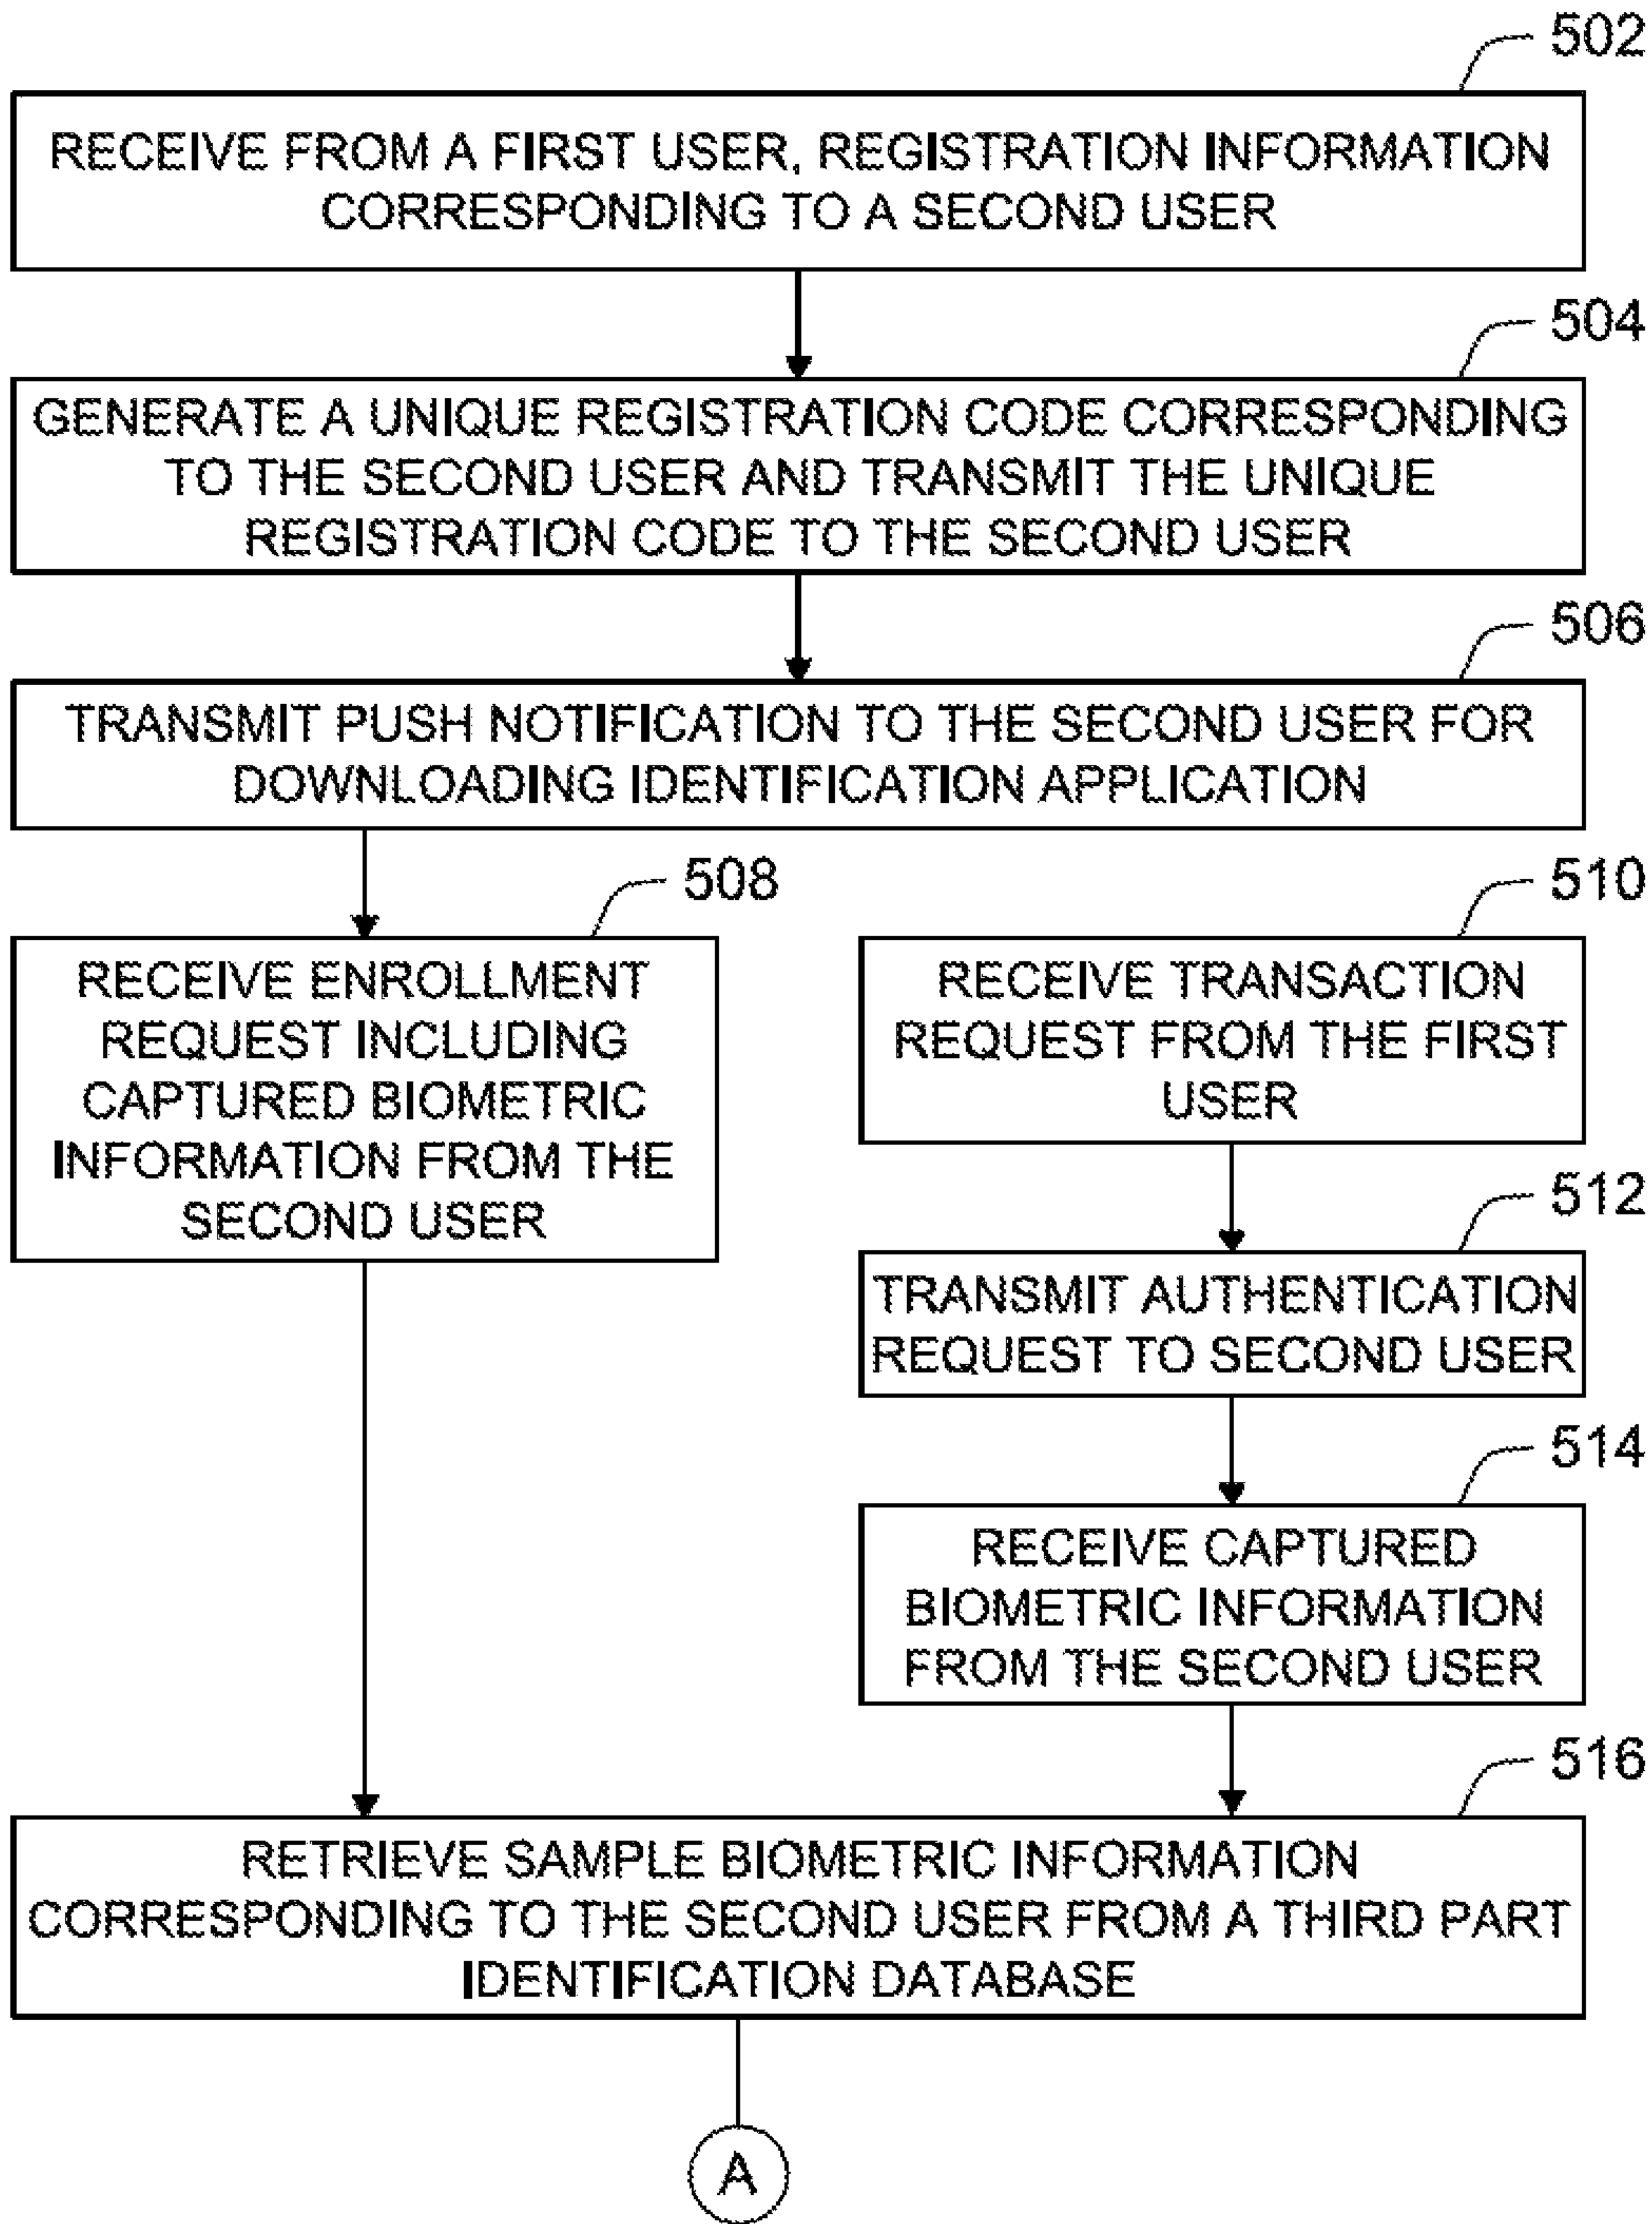 502
RECEIVE FROM A FIRST USER, REGISTRATION INFORMATION
CORRESPONDING TO A SECOND USER
504
GENERATE A UNIQUE REGISTRATION CODE CORRESPONDING
TO THE SECOND USER AND TRANSMIT THE UNIQUE
REGISTRATION CODE TO THE SECOND USER
506
TRANSMIT PUSH NOTIFICATION TO THE SECOND USER FOR
DOWNLOADING IDENTIFICATION APPLICATION
508
RECEIVE ENROLLMENT
REQUEST INCLUDING
CAPTURED BIOMETRIC
INFORMATION FROM THE
SECOND USER
510
RECEIVE TRANSACTION
REQUEST FROM THE FIRST
USER
512
TRANSMIT AUTHENTICATION
REQUEST TO SECOND USER
514
RECEIVE CAPTURED
BIOMETRIC INFORMATION
FROM THE SECOND USER
516
RETRIEVE SAMPLE BIOMETRIC INFORMATION
CORRESPONDING TO THE SECOND USER FROM A THIRD PART
IDENTIFICATION DATABASE
A